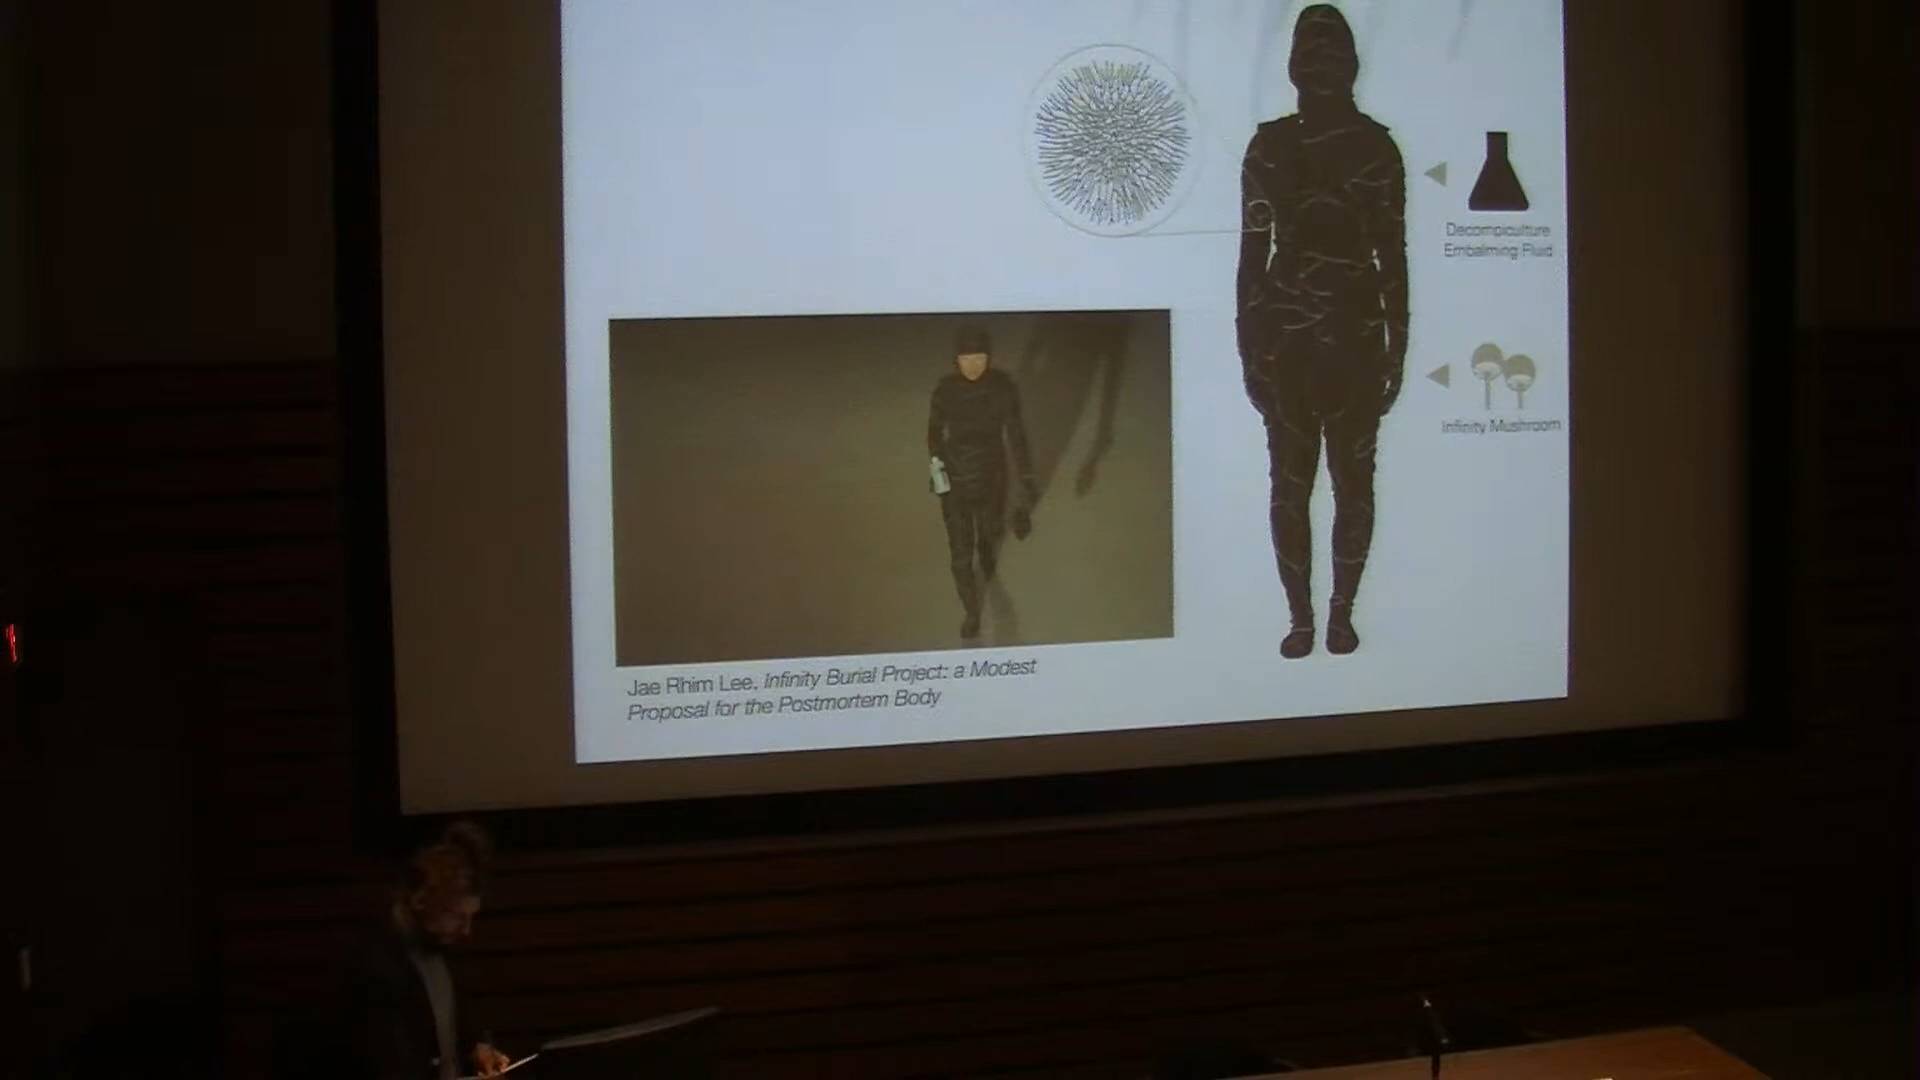 Decompiculture
Embalming Fluid
Infinity Mushroom
Jae Rhim Lee, Infinity Burial Project: a Modest
Proposal for the Postmortem Body